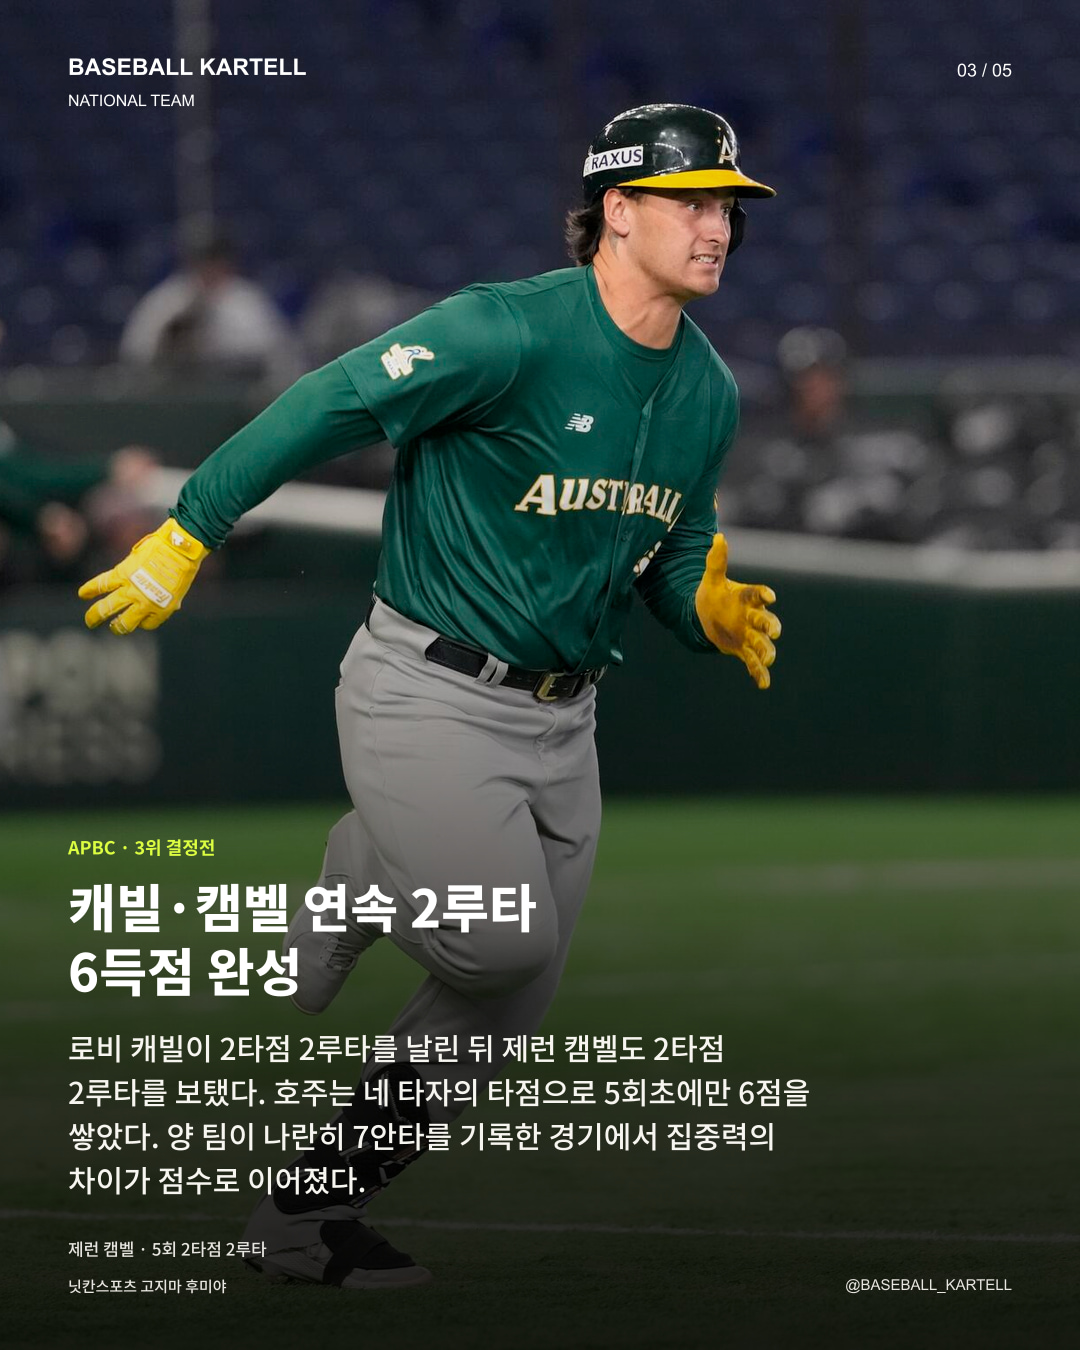 BASEBALL KARTELL
NATIONAL TEAM
03 / 05
RAXUS
A
NB
AUSTRALI
Franklin
APBC · 3위 결정전
캐빌·캠벨 연속 2루타
6득점 완성
로비 캐빌이 2타점 2루타를 날린 뒤 제런 캠벨도 2타점
2루타를 보탰다. 호주는 네 타자의 타점으로 5회초에만 6점을
쌓았다. 양 팀이 나란히 7안타를 기록한 경기에서 집중력의
차이가 점수로 이어졌다.
제런 캠벨 · 5회 2타점 2루타
닛칸스포츠 고지마 후미야
@BASEBALL_KARTELL